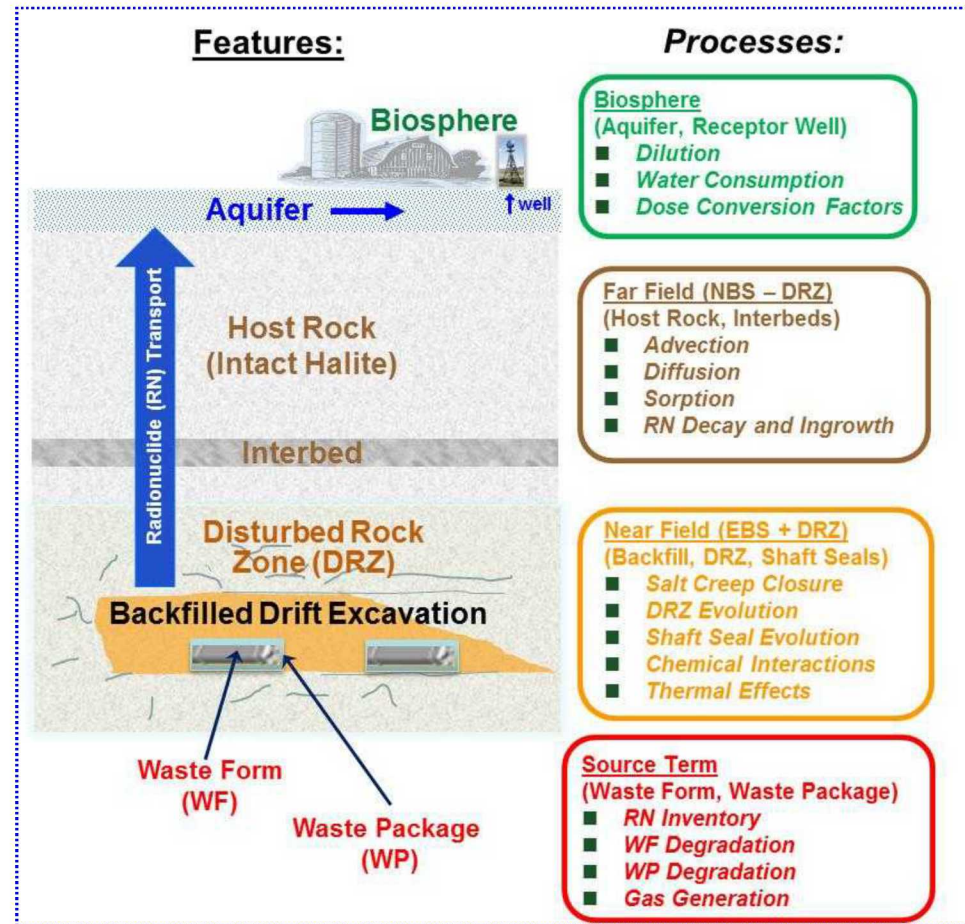 Features:
Processes:
Biosphere
Aquifer
well
Radionuclide (RN) Transport
Host Rock
(Intact Halite)
Interbed
Disturbed Rock
Zone (DRZ)
Backfilled Drift Excavation
Waste Form
(WF)
Waste Package
(WP)
Biosphere
(Aquifer, Receptor Well)
Dilution
Water Consumption
Dose Conversion Factors
Far Field (NBS – DRZ)
(Host Rock, Interbeds)
Advection
Diffusion
Sorption
RN Decay and Ingrowth
Near Field (EBS + DRZ)
(Backfill, DRZ, Shaft Seals)
Salt Creep Closure
DRZ Evolution
Shaft Seal Evolution
Chemical Interactions
Thermal Effects
Source Term
(Waste Form, Waste Package)
RN Inventory
WF Degradation
WP Degradation
Gas Generation